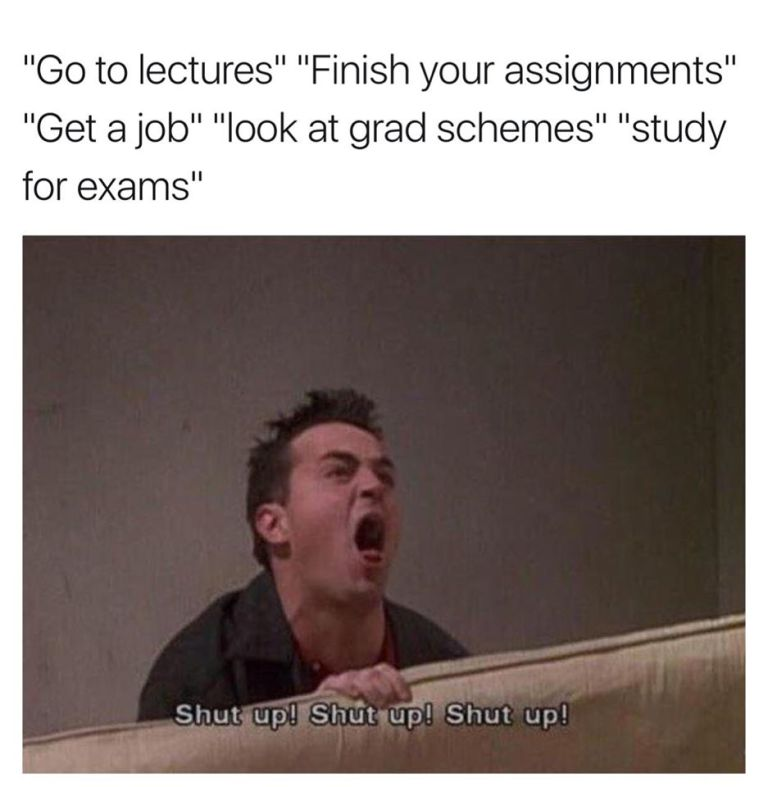 "Go to lectures" "Finish your assignments"
"Get a job" "look at grad schemes" "study
for exams"
Shut up! Shut up! Shut up!